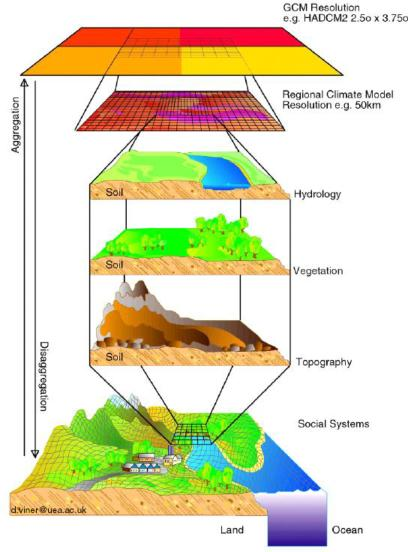 GCM Resolution
e.g. HADCM2 2.5o x 3.75o
Regional Climate Model
Resolution e.g. 50km
Aggregation
Soil
Hydrology
Soil
Vegetation
Soil
Topography
Disaggregation
Social Systems
d.viner@uea.ac.uk
Land
Ocean